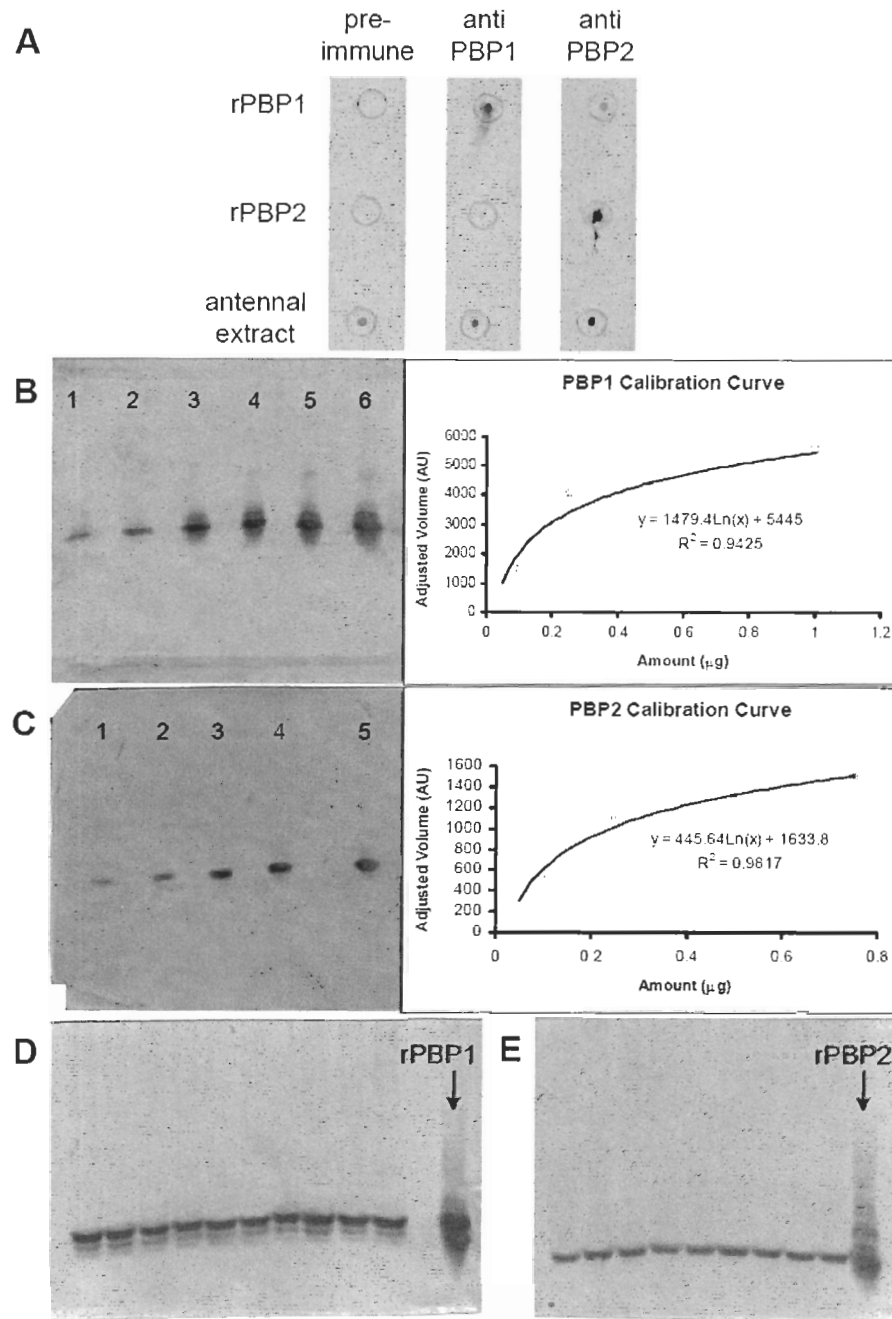 A
pre-
immune
anti
PBP1
anti
PBP2
rPBP1
rPBP2
antennal
extract
B
1 2 3 4 5 6
PBP1 Calibration Curve
Adjusted Volume (AU)
6000
5000
4000
3000
2000
1000
0
y = 1479.4Ln(x) + 5445
R² = 0.9425
0 0.2 0.4 0.6 0.8 1 1.2
Amount (µg)
C
1 2 3 4 5
PBP2 Calibration Curve
Adjusted Volume (AU)
1600
1400
1200
1000
800
600
400
200
0
y = 445.64Ln(x) + 1633.8
R² = 0.9817
0 0.2 0.4 0.6 0.8
Amount (µg)
D
rPBP1
E
rPBP2